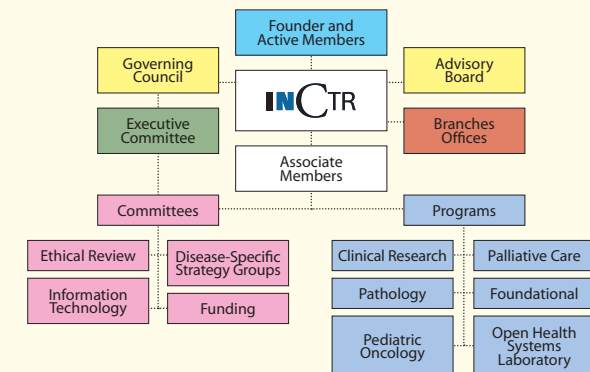 Founder and
Active Members
Governing
Council
INCTR
Advisory
Board
Executive
Committee
Branches
Offices
Associate
Members
Committees
Programs
Ethical Review
Disease-Specific
Strategy Groups
Information
Technology
Funding
Clinical Research
Palliative Care
Pathology
Foundational
Pediatric
Oncology
Open Health
Systems
Laboratory